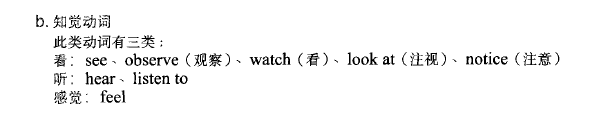 b. 知觉动词
此类动词有三类：
看： see、observe（观察）、watch（看）、look at（注视）、notice（注意）
听： hear、listen to
感觉： feel